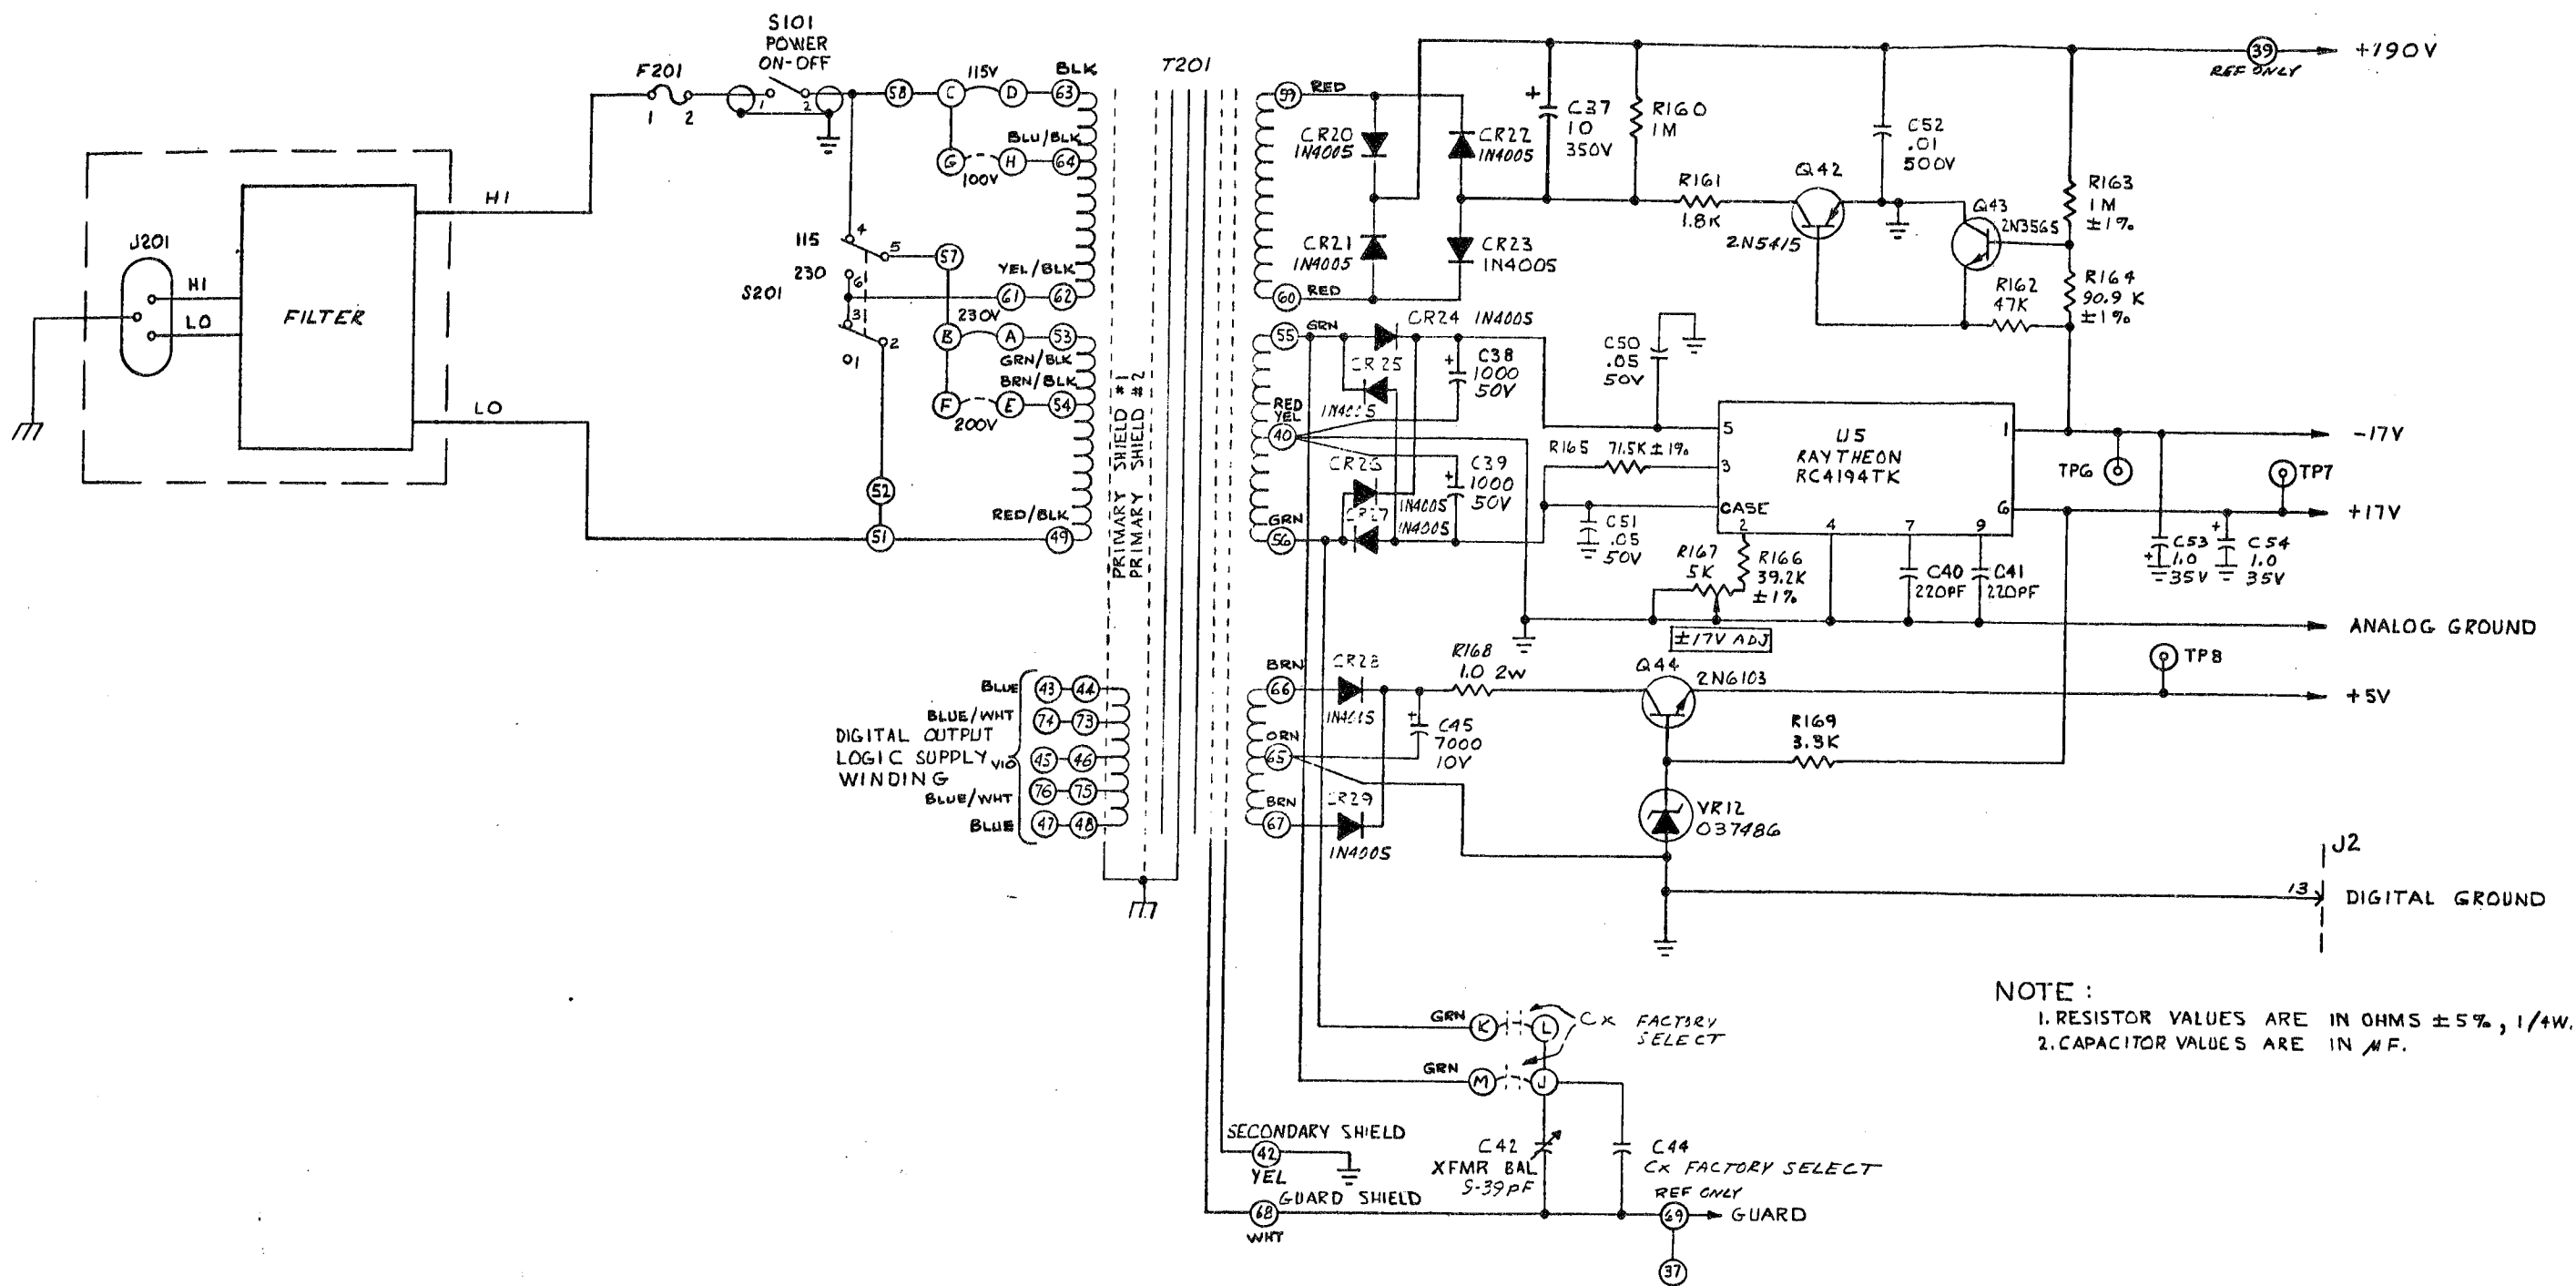 S101
POWER
ON-OFF
F201
1 2
1 2
58
C
115V
D
BLK
63
T201
59
RED
39
REF ONLY
+190V
BLU/BLK
G
H
64
100V
CR20
1N4005
CR22
1N4005
+
C37
10
350V
R160
1M
C52
.01
500V
Q42
2N5415
R161
1.8K
Q43
2N3565
R163
1M
±1%
R164
90.9 K
±1%
R162
47K
HI
J201
HI
LO
FILTER
LO
115
4
5
57
230
6
S201
3
2
1
YEL/BLK
61
62
230V
B
A
53
GRN/BLK
BRN/BLK
F
E
54
200V
52
51
RED/BLK
49
PRIMARY SHIELD #1
PRIMARY SHIELD #2
CR21
1N4005
CR23
1N4005
60
RED
55
GRN
CR24
1N4005
CR25
1N4005
+
C38
1000
50V
RED
YEL
40
CR26
1N4005
+
C39
1000
50V
CR27
1N4005
GRN
56
C50
.05
50V
R165
71.5K ±1%
C51
.05
50V
5
3
CASE
2
4
7
9
1
6
U5
RAYTHEON
RC4194TK
-17V
TP6
TP7
+17V
R167
5K
R166
39.2K
±1%
C40
220PF
C41
220PF
+
C53
1.0
35V
+
C54
1.0
35V
±17V ADJ
ANALOG GROUND
BRN
66
CR28
1N4005
R168
1.0 2W
Q44
2N6103
TP8
+5V
+
C45
7000
10V
R169
3.3K
ORN
65
BRN
67
CR29
1N4005
VR12
037486
BLUE
43
44
BLUE/WHT
74
73
DIGITAL OUTPUT
LOGIC SUPPLY
WINDING
VIO
45
46
BLUE/WHT
76
75
BLUE
47
48
J2
13
DIGITAL GROUND
NOTE :
1. RESISTOR VALUES ARE IN OHMS ±5%, 1/4W.
2. CAPACITOR VALUES ARE IN µF.
GRN
K
L
Cx FACTORY
SELECT
GRN
M
J
SECONDARY SHIELD
42
YEL
C42
XFMR BAL
9-39pF
C44
Cx FACTORY SELECT
GUARD SHIELD
68
WHT
REF ONLY
69
GUARD
37